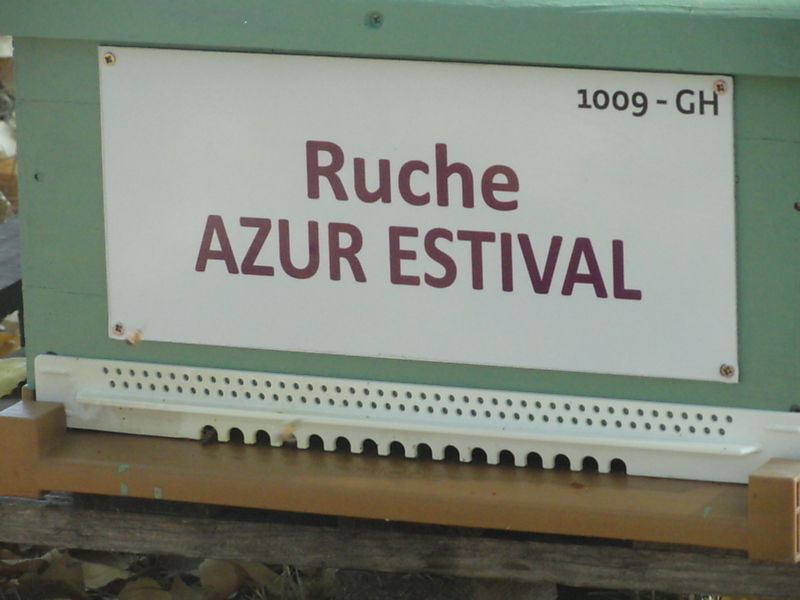 1009 - GH
Ruche
AZUR ESTIVAL